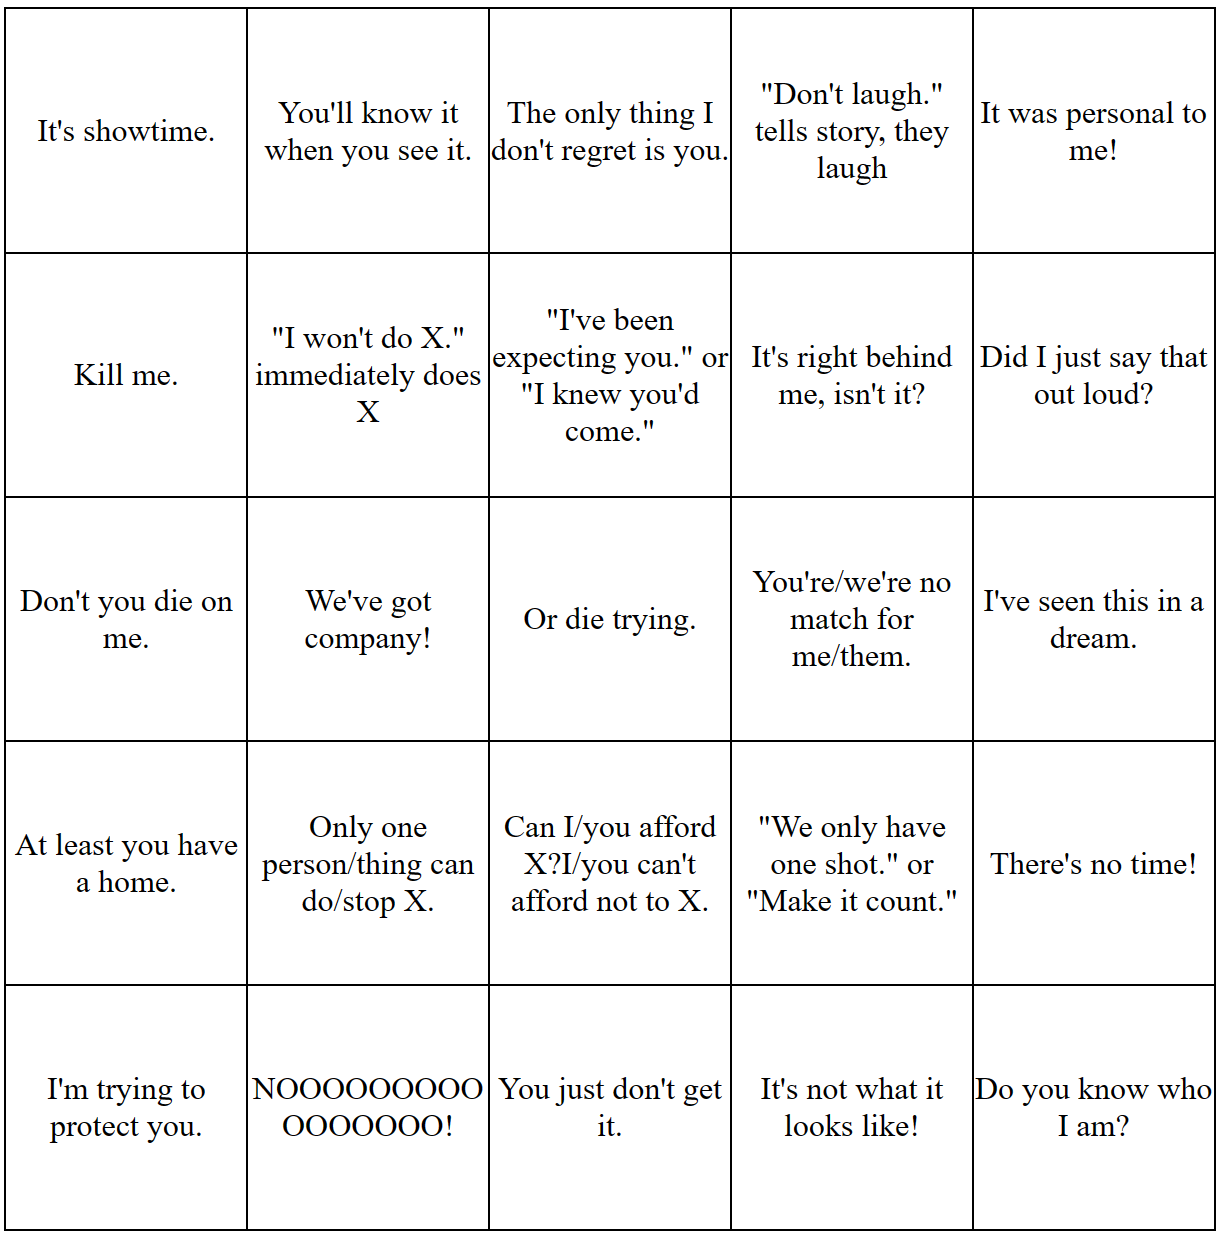 It's showtime.
You'll know it
when you see it.
The only thing I
don't regret is you.
"Don't laugh."
tells story, they
laugh
It was personal to
me!
Kill me.
"I won't do X."
immediately does
X
"I've been
expecting you." or
"I knew you'd
come."
It's right behind
me, isn't it?
Did I just say that
out loud?
Don't you die on
me.
We've got
company!
Or die trying.
You're/we're no
match for
me/them.
I've seen this in a
dream.
At least you have
a home.
Only one
person/thing can
do/stop X.
Can I/you afford
X?I/you can't
afford not to X.
"We only have
one shot." or
"Make it count."
There's no time!
I'm trying to
protect you.
NOOOOOOOOO
OOOOOOO!
You just don't get
it.
It's not what it
looks like!
Do you know who
I am?